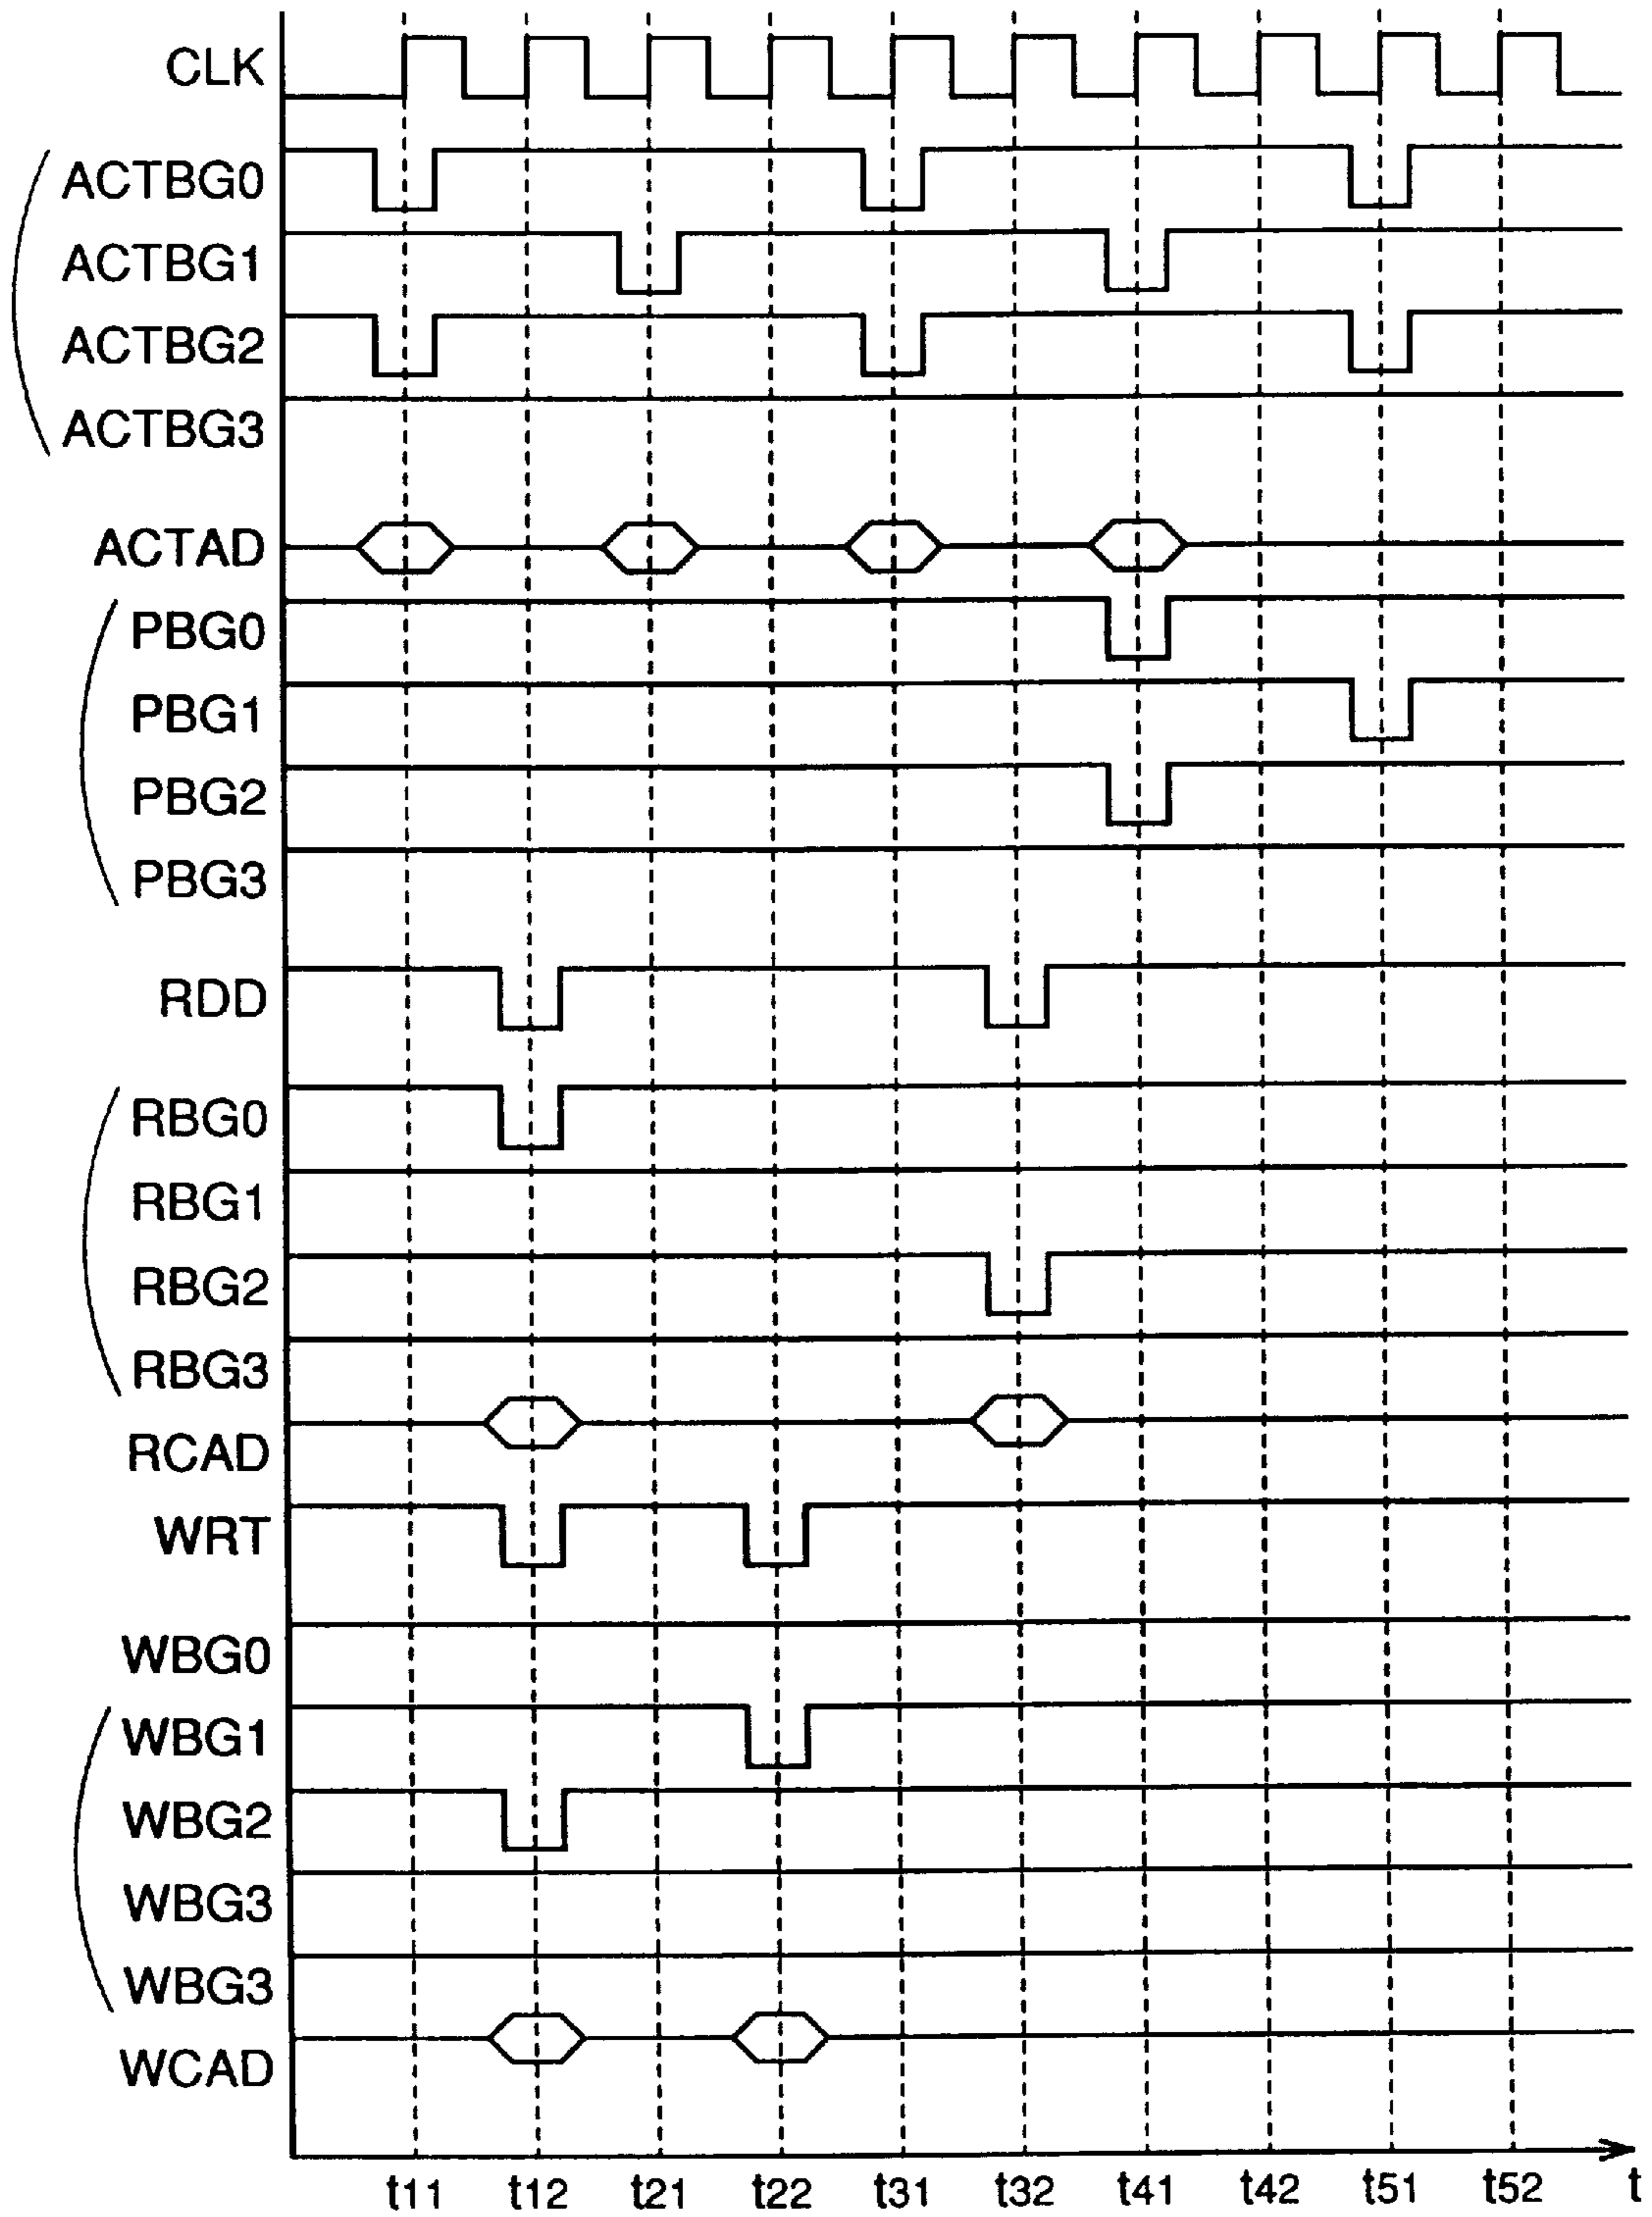 CLK
ACTBG0
ACTBG1
ACTBG2
ACTBG3
ACTAD
PBG0
PBG1
PBG2
PBG3
RDD
RBG0
RBG1
RBG2
RBG3
RCAD
WRT
WBG0
WBG1
WBG2
WBG3
WBG3
WCAD
t11 t12 t21 t22 t31 t32 t41 t42 t51 t52 t